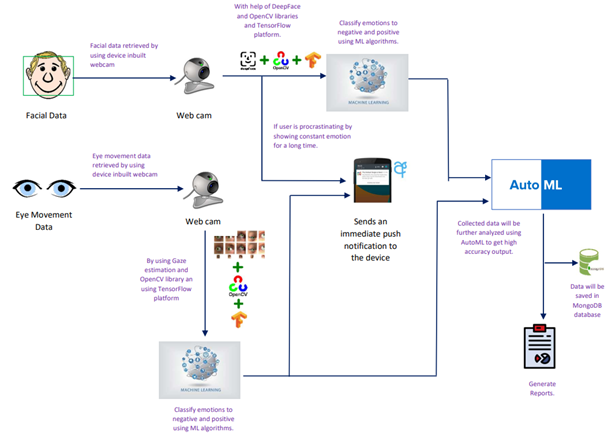 With help of DeepFace
and OpenCV libraries
and TensorFlow
platform.
Classify emotions to
negative and positive
using ML algorithms.
Facial data retrieved by
using device inbuilt
webcam
OpenCV
MACHINE LEARNING
Facial Data
Web cam
If user is procrastinating by
showing constant emotion
for a long time.
Eye movement data
retrieved by using
device inbuilt webcam
Auto ML
Eye Movement
Data
Web cam
Sends an
immediate push
notification to
the device
Collected data will be
further analyzed using
AutoML to get high
accuracy output.
By using Gaze
estimation and
OpenCV library an
using TensorFlow
platform
OpenCV
Data will be
saved in
MongoDB
database
MACHINE LEARNING
Generate
Reports.
Classify emotions to
negative and positive
using ML algorithms.